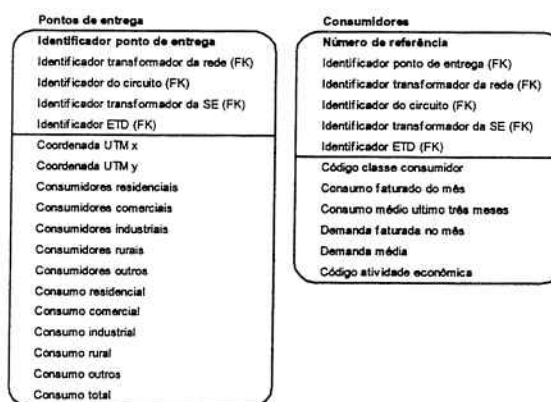 Pontos de entrega
Identificador ponto de entrega
Identificador transformador da rede (FK)
Identificador do circuito (FK)
Identificador transformador da SE (FK)
Identificador ETD (FK)
Coordenada UTM x
Coordenada UTM y
Consumidores residenciais
Consumidores comerciais
Consumidores industriais
Consumidores rurais
Consumidores outros
Consumo residencial
Consumo comercial
Consumo industrial
Consumo rural
Consumo outros
Consumo total
Consumidores
Número de referência
Identificador ponto de entrega (FK)
Identificador transformador da rede (FK)
Identificador do circuito (FK)
Identificador transformador da SE (FK)
Identificador ETD (FK)
Código classe consumidor
Consumo faturado do mês
Consumo médio ultimo três meses
Demanda faturada no mês
Demanda média
Código atividade econômica